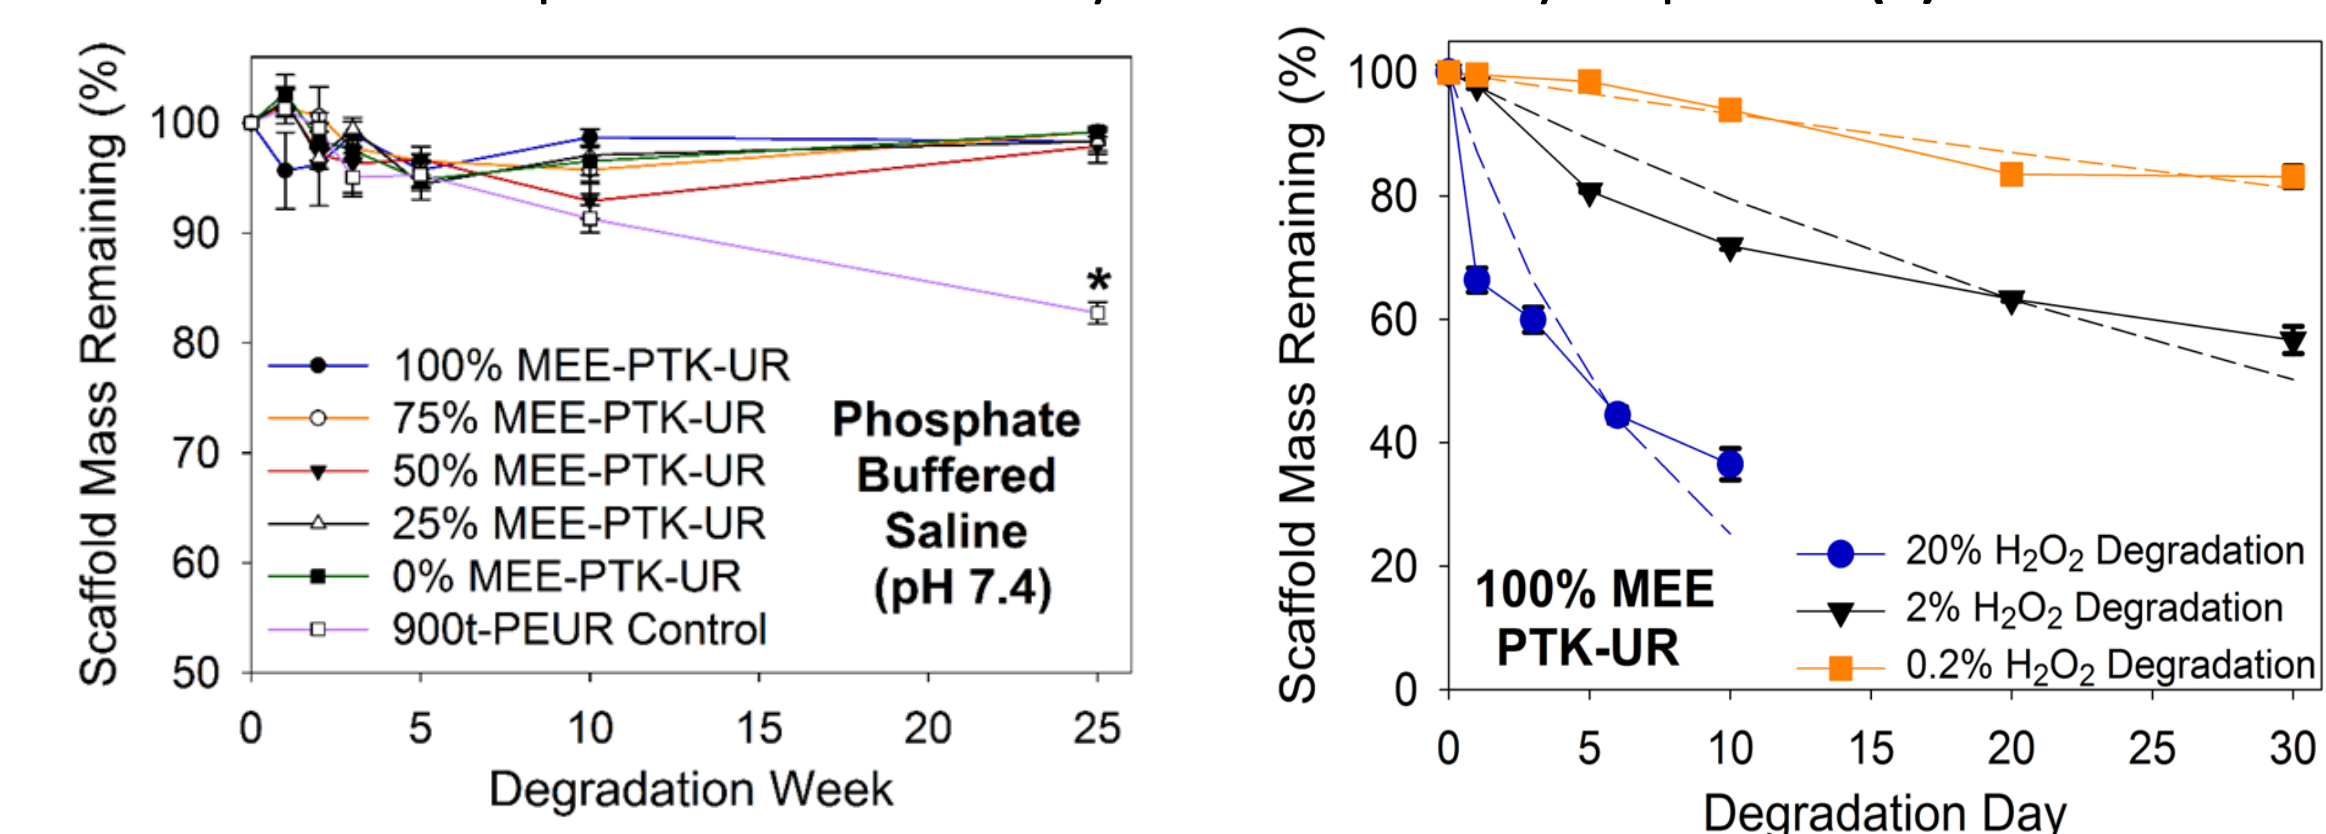 Scaffold Mass Remaining (%)
100
90
80
70
60
50
0 5 10 15 20 25
Degradation Week
100% MEE-PTK-UR
75% MEE-PTK-UR
50% MEE-PTK-UR
25% MEE-PTK-UR
0% MEE-PTK-UR
900t-PEUR Control
Phosphate
Buffered
Saline
(pH 7.4)
*
Scaffold Mass Remaining (%)
100
80
60
40
20
0
0 5 10 15 20 25 30
Degradation Day
100% MEE
PTK-UR
20% H₂O₂ Degradation
2% H₂O₂ Degradation
0.2% H₂O₂ Degradation